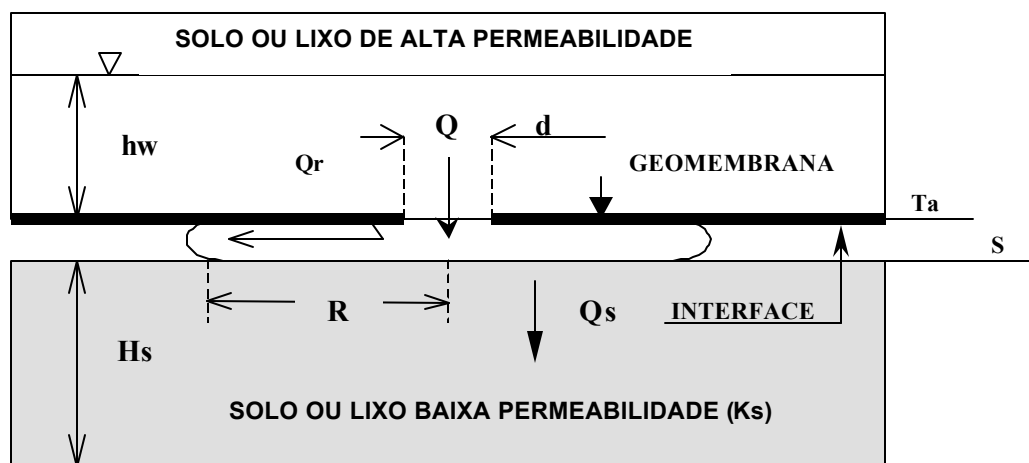 SOLO OU LIXO DE ALTA PERMEABILIDADE
hw
Q
d
Qr
GEOMEMBRANA
Ta
S
R
Qs
INTERFACE
Hs
SOLO OU LIXO BAIXA PERMEABILIDADE (Ks)